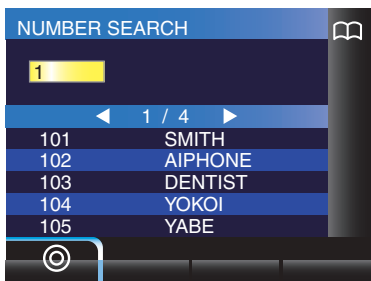 NUMBER SEARCH
1
1 / 4
101 SMITH
102 AIPHONE
103 DENTIST
104 YOKOI
105 YABE